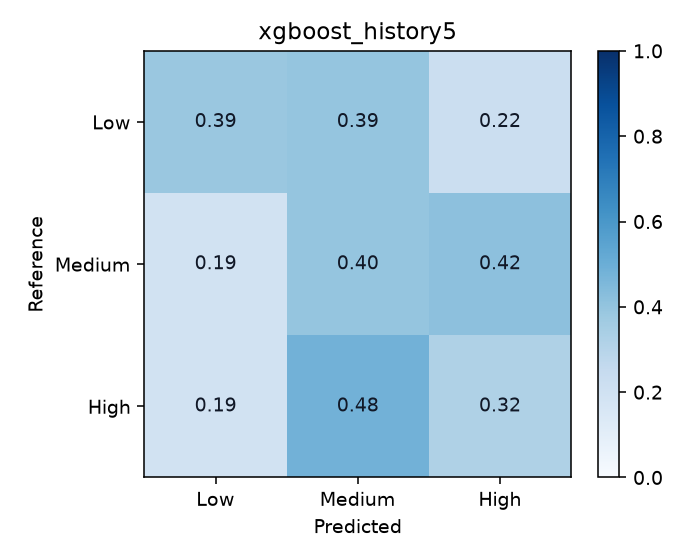 xgboost_history5
1.0
Low 0.39 0.39 0.22
0.8
0.6
Reference
Medium 0.19 0.40 0.42
0.4
High 0.19 0.48 0.32
0.2
0.0
Low Medium High
Predicted